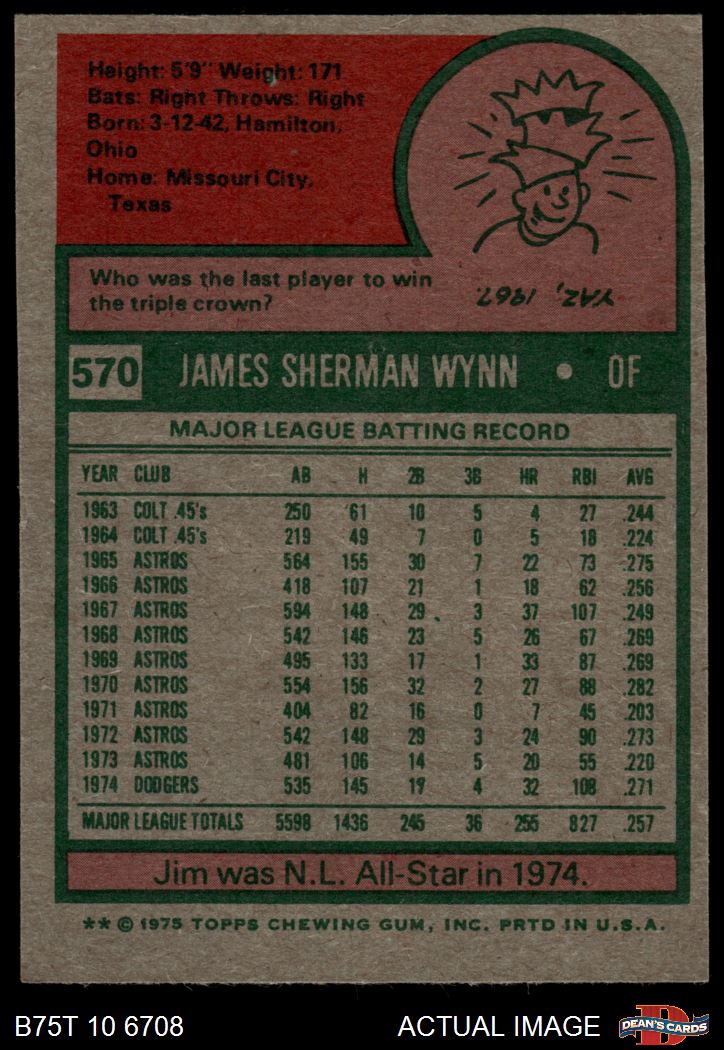 Height: 5'9" Weight: 171
Bats: Right Throws: Right
Born: 3-12-42, Hamilton,
Ohio
Home: Missouri City,
Texas
Who was the last player to win
the triple crown?
YAZ, 1967.
570 JAMES SHERMAN WYNN • OF
MAJOR LEAGUE BATTING RECORD
YEAR CLUB AB H 2B 3B HR RBI AVG
1963 COLT .45's 250 61 10 5 4 27 .244
1964 COLT .45's 219 49 7 0 5 18 .224
1965 ASTROS 564 155 30 7 22 73 .275
1966 ASTROS 418 107 21 1 18 62 .256
1967 ASTROS 594 148 29 3 37 107 .249
1968 ASTROS 542 146 23 5 26 67 .269
1969 ASTROS 495 133 17 1 33 87 .269
1970 ASTROS 554 156 32 2 27 88 .282
1971 ASTROS 404 82 16 0 7 45 .203
1972 ASTROS 542 148 29 3 24 90 .273
1973 ASTROS 481 106 14 5 20 55 .220
1974 DODGERS 535 145 17 4 32 108 .271
MAJOR LEAGUE TOTALS 5598 1436 245 36 255 827 .257
Jim was N.L. All-Star in 1974.
** © 1975 TOPPS CHEWING GUM, INC. PRTD IN U.S.A.
B75T 10 6708 ACTUAL IMAGE D DEAN'S CARDS